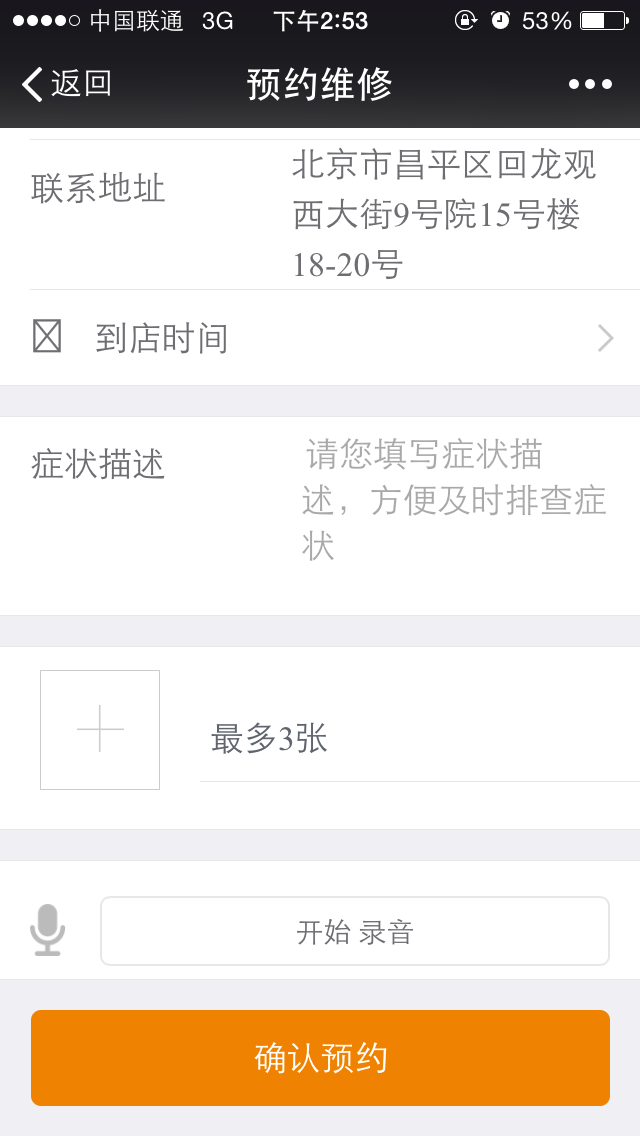 中国联通 3G 下午2:53 53%
返回 预约维修
联系地址
北京市昌平区回龙观
西大街9号院15号楼
18-20号
到店时间
症状描述
请您填写症状描
述，方便及时排查症
状
最多3张
开始 录音
确认预约